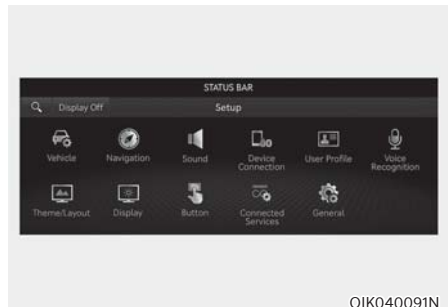 STATUS BAR
Display Off
Setup
Vehicle
Navigation
Sound
Device
Connection
User Profile
Voice
Recognition
Theme/Layout
Display
Button
Connected
Services
General
OIK040091N